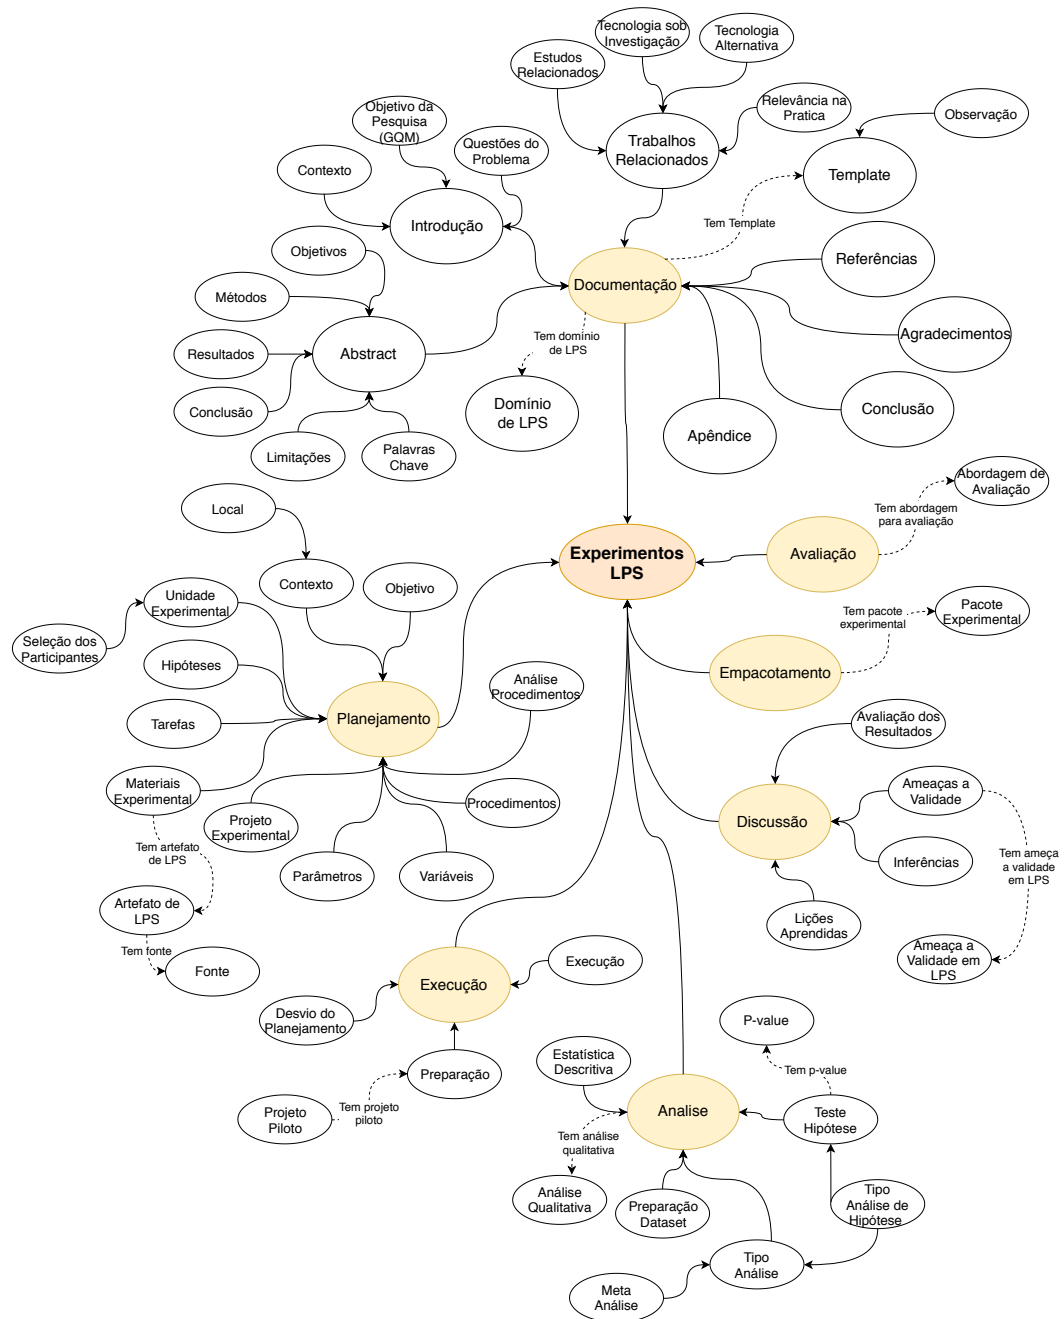 Tecnologia sob
Investigação
Tecnologia
Alternativa
Estudos
Relacionados
Relevância na
Pratica
Observação
Objetivo da
Pesquisa
(GQM)
Questões do
Problema
Trabalhos
Relacionados
Template
Contexto
Introdução
Tem Template
Objetivos
Documentação
Referências
Métodos
Agradecimentos
Tem domínio
de LPS
Resultados
Abstract
Conclusão
Domínio
de LPS
Conclusão
Apêndice
Limitações
Palavras
Chave
Abordagem de
Avaliação
Local
Tem abordagem
para avaliação
Experimentos
LPS
Avaliação
Contexto
Objetivo
Unidade
Experimental
Tem pacote
experimental
Pacote
Experimental
Seleção dos
Participantes
Hipóteses
Empacotamento
Análise
Procedimentos
Tarefas
Planejamento
Avaliação dos
Resultados
Materiais
Experimental
Ameaças a
Validade
Procedimentos
Projeto
Experimental
Discussão
Tem artefato
de LPS
Tem ameça
a validade
em LPS
Inferências
Parâmetros
Variáveis
Artefato de
LPS
Lições
Aprendidas
Tem fonte
Fonte
Ameaça a
Validade em
LPS
Execução
Execução
Desvio do
Planejamento
P-value
Estatística
Descritiva
Preparação
Tem p-value
Projeto
Piloto
Tem projeto
piloto
Analise
Teste
Hipótese
Tem análise
qualitativa
Análise
Qualitativa
Preparação
Dataset
Tipo
Análise de
Hipótese
Tipo
Análise
Meta
Análise